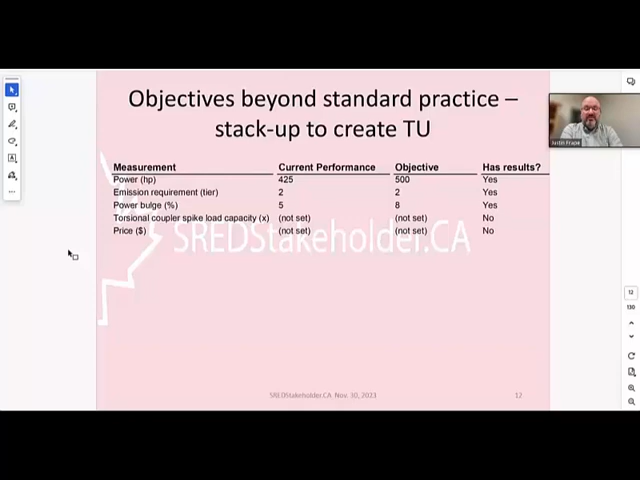 Objectives beyond standard practice –
stack-up to create TU
Measurement Current Performance Objective Has results?
Power (hp) 425 500 Yes
Emission requirement (tier) 2 2 Yes
Power bulge (%) 5 8 Yes
Torsional coupler spike load capacity (x) (not set) (not set) No
Price ($) (not set) (not set) No
SREDStakeholder.CA
SREDStakeholder.CA Nov. 30, 2023 12
Justin Frape
12
130